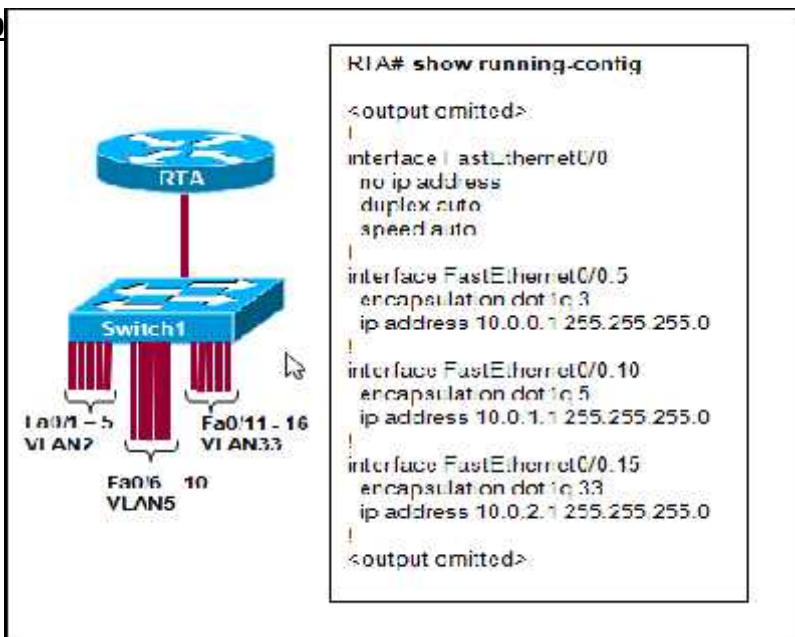 RTA# show running-config
<output omitted>
!
interface FastEthernet0/0
no ip address
duplex auto
speed auto
!
interface FastEthernet0/0.5
encapsulation dot1q 3
ip address 10.0.0.1 255.255.255.0
!
interface FastEthernet0/0.10
encapsulation dot1q 5
ip address 10.0.1.1 255.255.255.0
!
interface FastEthernet0/0.15
encapsulation dot1q 33
ip address 10.0.2.1 255.255.255.0
!
<output omitted>
RTA
Switch1
Fa0/1 – 5
VLAN2
Fa0/11 - 16
VLAN33
Fa0/6 10
VLAN5